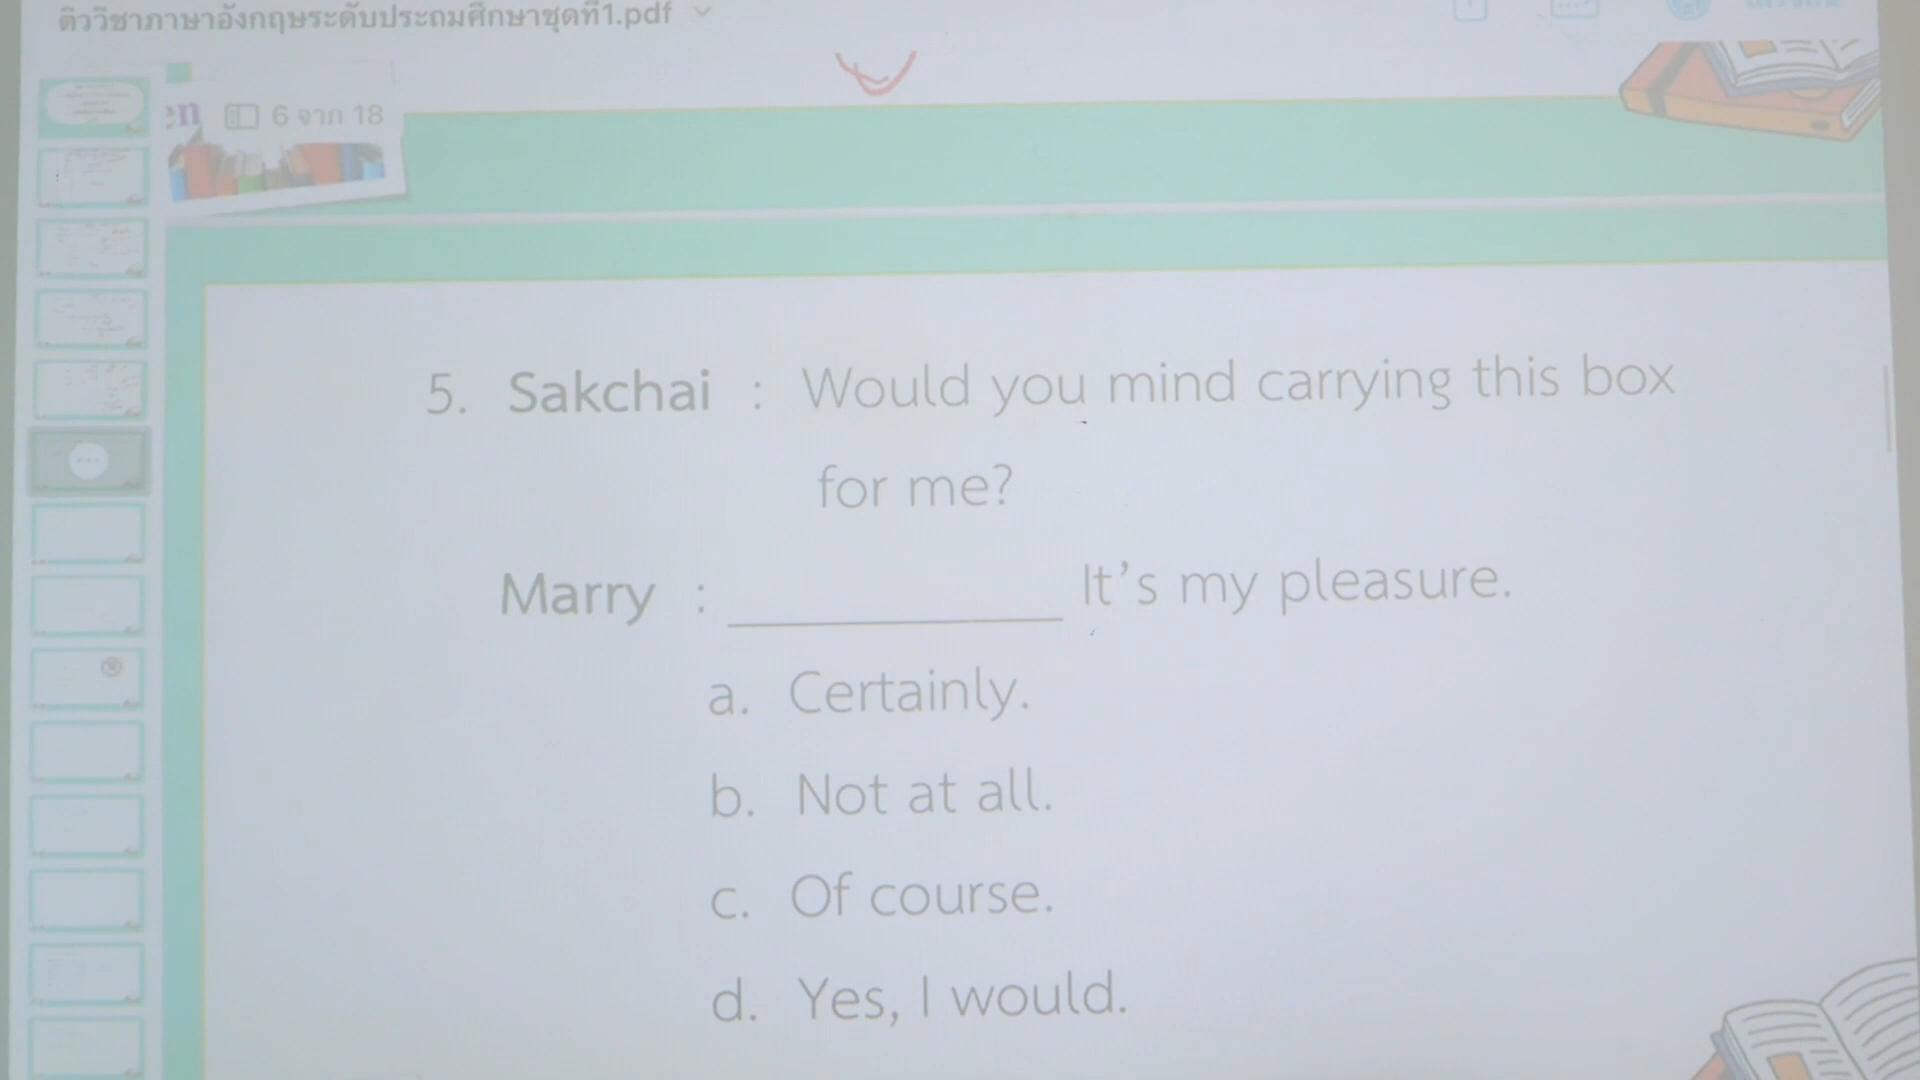 ติววิชาภาษาอังกฤษระดับประถมศึกษาชุดที่1.pdf
en
6 จาก 18
5. Sakchai : Would you mind carrying this box
for me?
Marry : __________ It's my pleasure.
a. Certainly.
b. Not at all.
c. Of course.
d. Yes, I would.